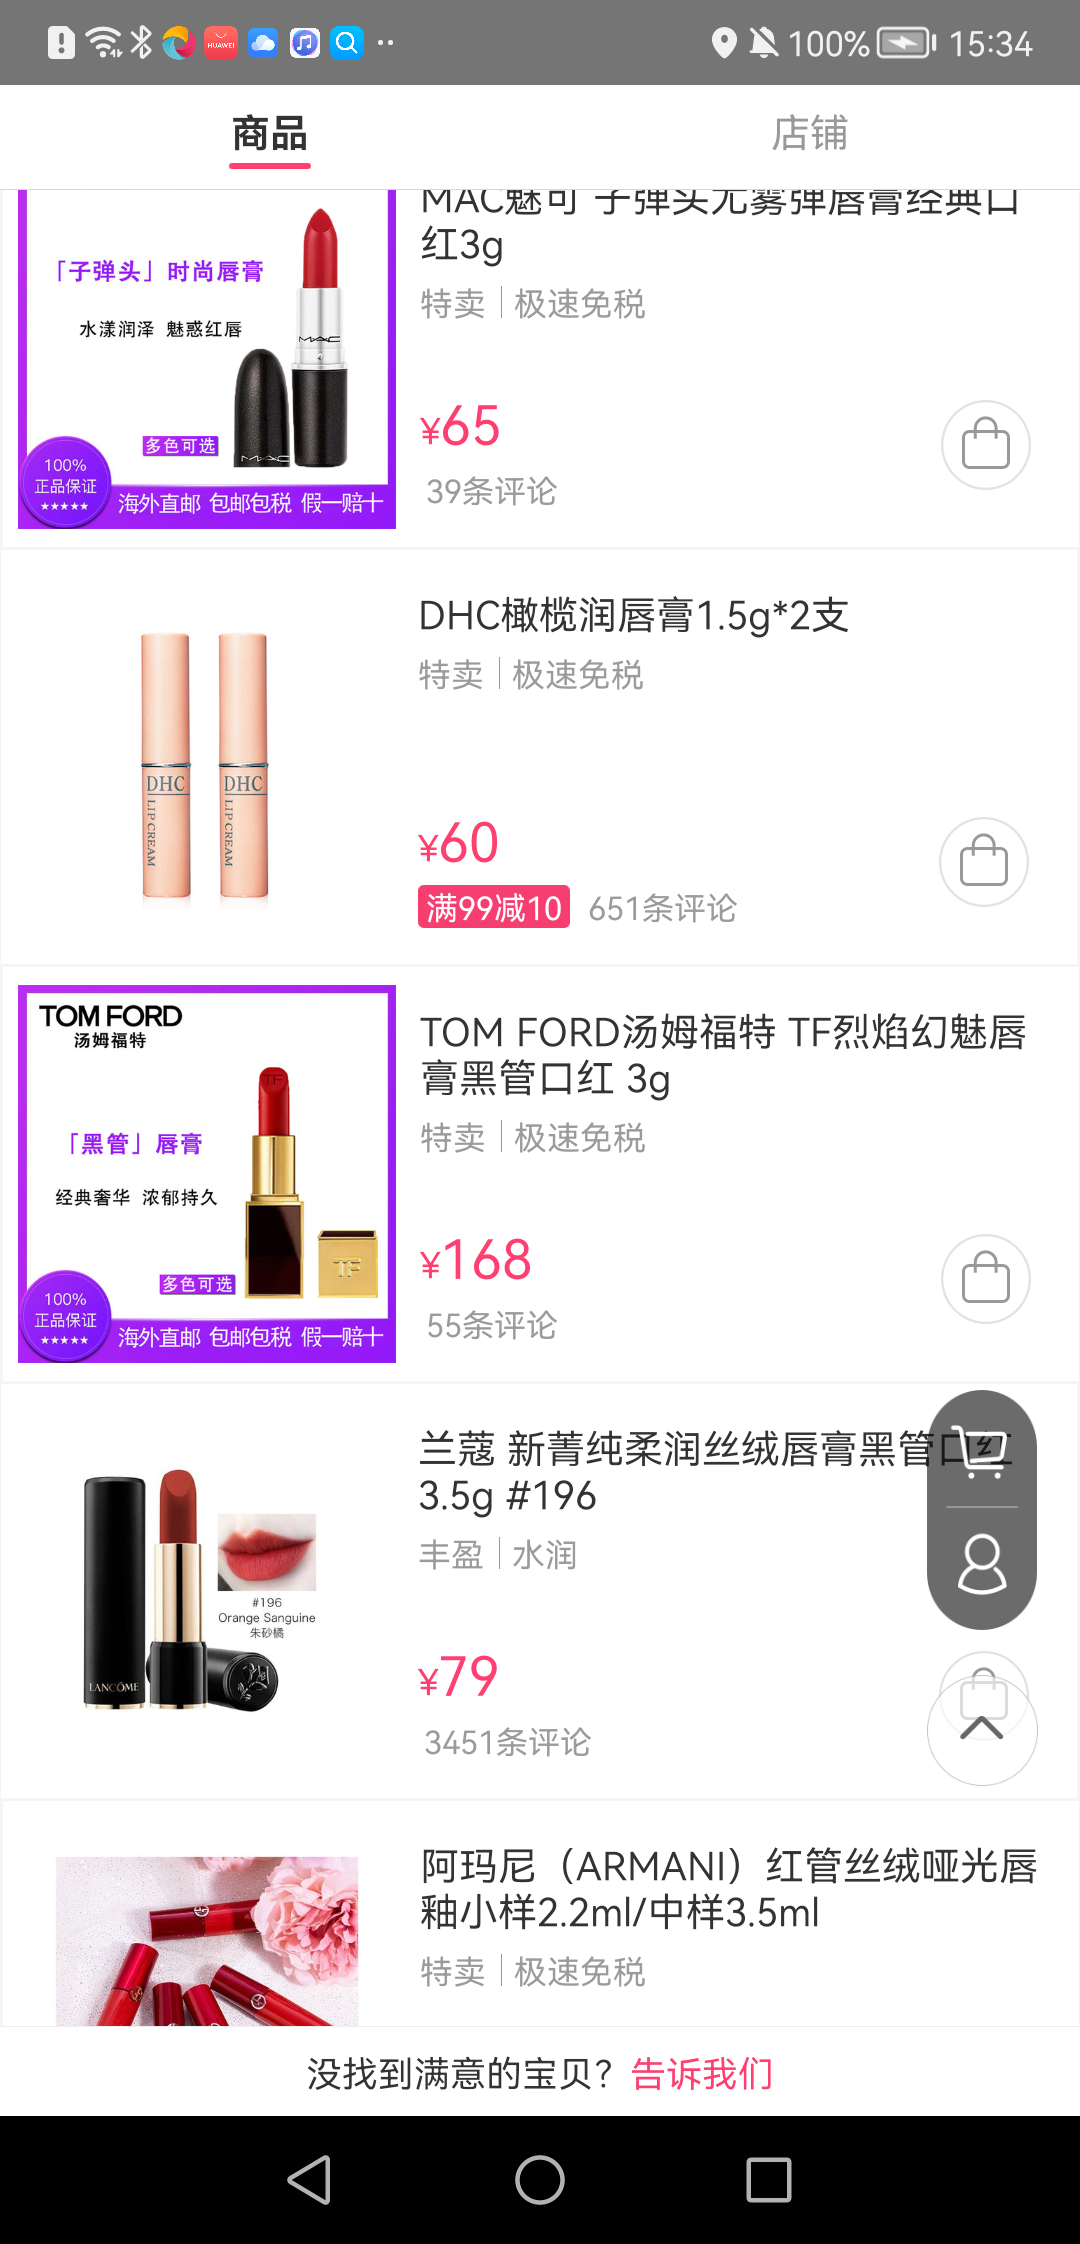 HUAWEI
100%
15:34
商品
店铺
MAC魅可 子弹头无雾弹唇膏经典口
红3g
特卖
极速免税
「子弹头」时尚唇膏
水漾润泽 魅惑红唇
MAC
MAC
多色可选
100%
正品保证
★★★★★
海外直邮 包邮包税 假一赔十
¥65
39条评论
DHC橄榄润唇膏1.5g*2支
特卖
极速免税
DHC
LIP CREAM
DHC
LIP CREAM
¥60
满99减10
651条评论
TOM FORD
汤姆福特
TF
「黑管」唇膏
经典奢华 浓郁持久
TF
多色可选
100%
正品保证
★★★★★
海外直邮 包邮包税 假一赔十
TOM FORD汤姆福特 TF烈焰幻魅唇
膏黑管口红 3g
特卖
极速免税
¥168
55条评论
兰蔻 新菁纯柔润丝绒唇膏黑管口红
3.5g #196
丰盈
水润
#196
Orange Sanguine
朱砂橘
LANCÔME
¥79
3451条评论
阿玛尼（ARMANI）红管丝绒哑光唇
釉小样2.2ml/中样3.5ml
特卖
极速免税
没找到满意的宝贝？告诉我们